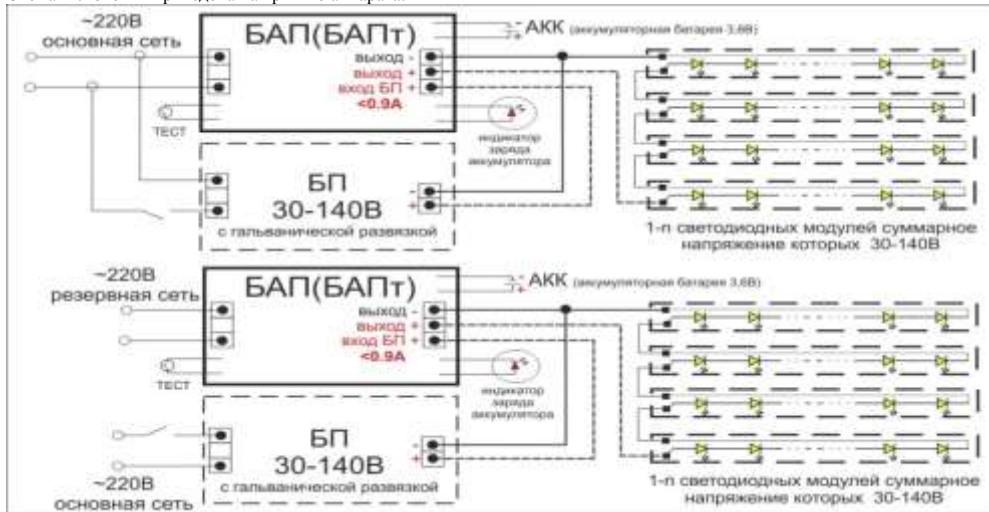 ~220В
основная сеть
БАП(БАПт)
АКК (аккумуляторная батарея 3,6В)
выход -
выход +
вход БП +
<0.9А
ТЕСТ
индикатор
заряда
аккумулятора
БП
30-140В
с гальванической развязкой
-
+
1-n светодиодных модулей суммарное
напряжение которых 30-140В
~220В
резервная сеть
БАП(БАПт)
АКК (аккумуляторная батарея 3,6В)
выход -
выход +
вход БП +
<0.9А
ТЕСТ
индикатор
заряда
аккумулятора
БП
30-140В
с гальванической развязкой
-
+
~220В
основная сеть
1-n светодиодных модулей суммарное
напряжение которых 30-140В